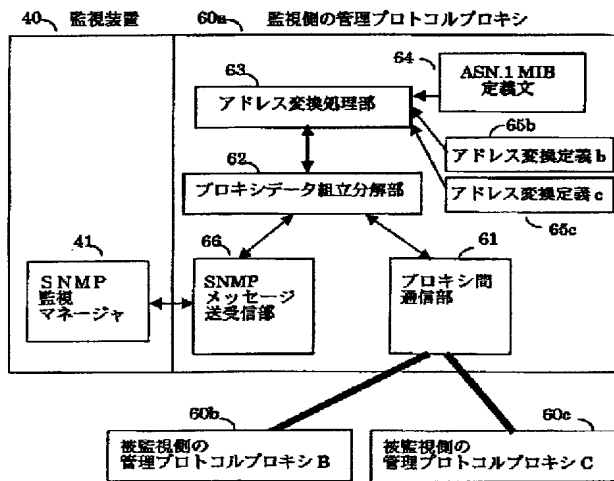 40 監視装置
60a 監視側の管理プロトコルプロキシ
63
アドレス変換処理部
64
ASN.1 MIB
定義文
65b
アドレス変換定義b
アドレス変換定義c
65c
62
プロキシデータ組立分解部
41
SNMP
監視
マネージャ
66
SNMP
メッセージ
送受信部
61
プロキシ間
通信部
60b
被監視側の
管理プロトコルプロキシB
60c
被監視側の
管理プロトコルプロキシC